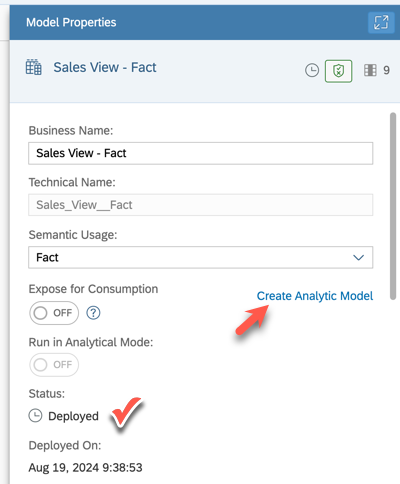 Model Properties
Sales View - Fact
9
Business Name:
Sales View - Fact
Technical Name:
Sales_View__Fact
Semantic Usage:
Fact
Expose for Consumption
Create Analytic Model
OFF
?
Run in Analytical Mode:
OFF
Status:
Deployed
Deployed On:
Aug 19, 2024 9:38:53